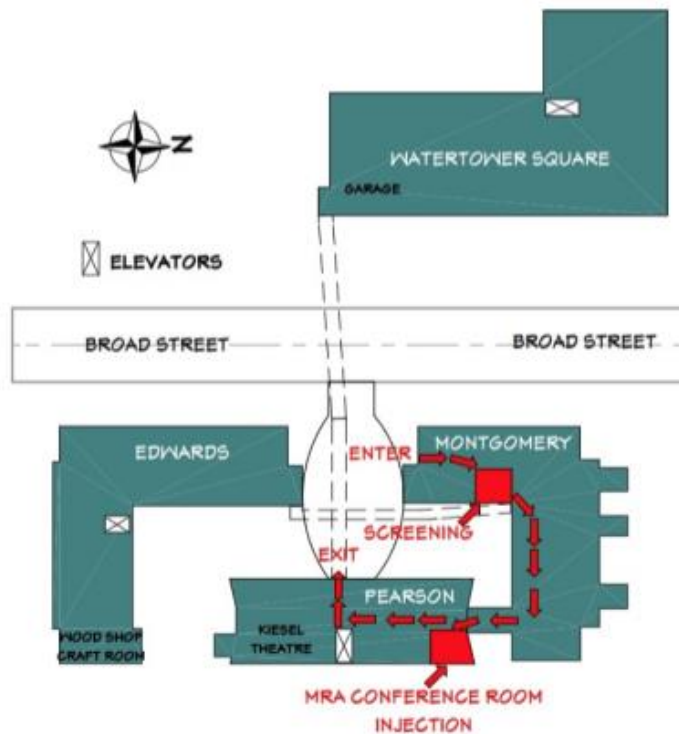 WATERTOWER SQUARE
N
GARAGE
ELEVATORS
BROAD STREET
BROAD STREET
EDWARDS
MONTGOMERY
ENTER
SCREENING
EXIT
PEARSON
KIESEL
THEATRE
WOOD SHOP
CRAFT ROOM
MRA CONFERENCE ROOM
INJECTION